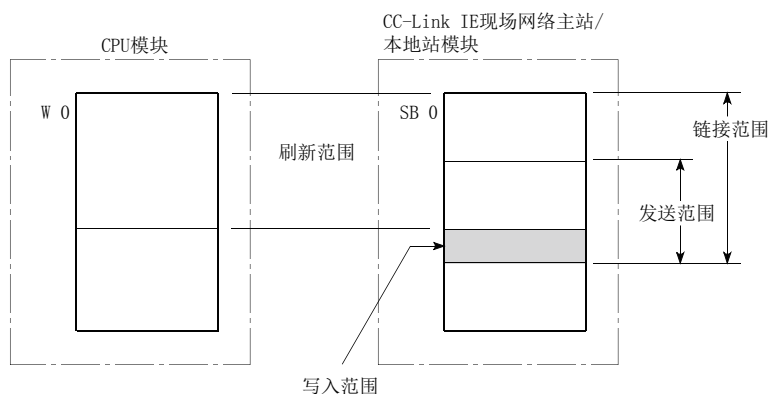 CC-Link IE现场网络主站/
本地站模块
CPU模块
W 0
SB 0
链接范围
刷新范围
发送范围
写入范围